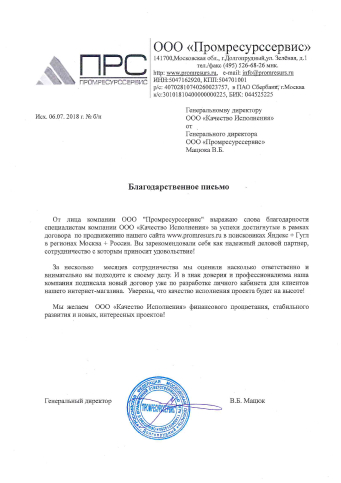 ПРС
ПРОМРЕСУРССЕРВИС
ООО «Промресурссервис»
141700,Московская обл., г.Долгопрудный,ул. Зелёная, д.1
тел./факс (495) 526-68-26 мнк.
http: www.promresurs.ru, e-mail: info@promresurs.ru
ИНН:5047162920, КПП:504701001
р/с: 40702810740260023757, в ПАО Сбербанк г.Москва
к/с:30101810400000000225, БИК: 044525225
Исх. 06.07. 2018 г. № б/н
Генеральному директору
ООО «Качество Исполнения»
от
Генерального директора
ООО «Промресурссервис»
Мацюка В.Б.
Благодарственное письмо
От лица компании ООО "Промресурссервис" выражаю слова благодарности
специалистам компании ООО «Качество Исполнения» за успехи достигнутые в рамках
договора по продвижению нашего сайта www.promresurs.ru в поисковиках Яндекс + Гугл
в регионах Москва + Россия. Вы зарекомендовали себя как надежный деловой партнер,
сотрудничество с которым приносит удовольствие!
За несколько месяцев сотрудничества мы оценили насколько ответственно и
внимательно вы подходите к своему делу. И в знак доверия и профессионализма наша
компания подписала новый договор уже по разработке личного кабинета для клиентов
нашего интернет-магазина. Уверены, что качество исполнения проекта будет на высоте!
Мы желаем ООО «Качество Исполнения» финансового процветания, стабильного
развития и новых, интересных проектов!
Генеральный директор
В.Б. Мацюк
ПРОМРЕСУРССЕРВИС